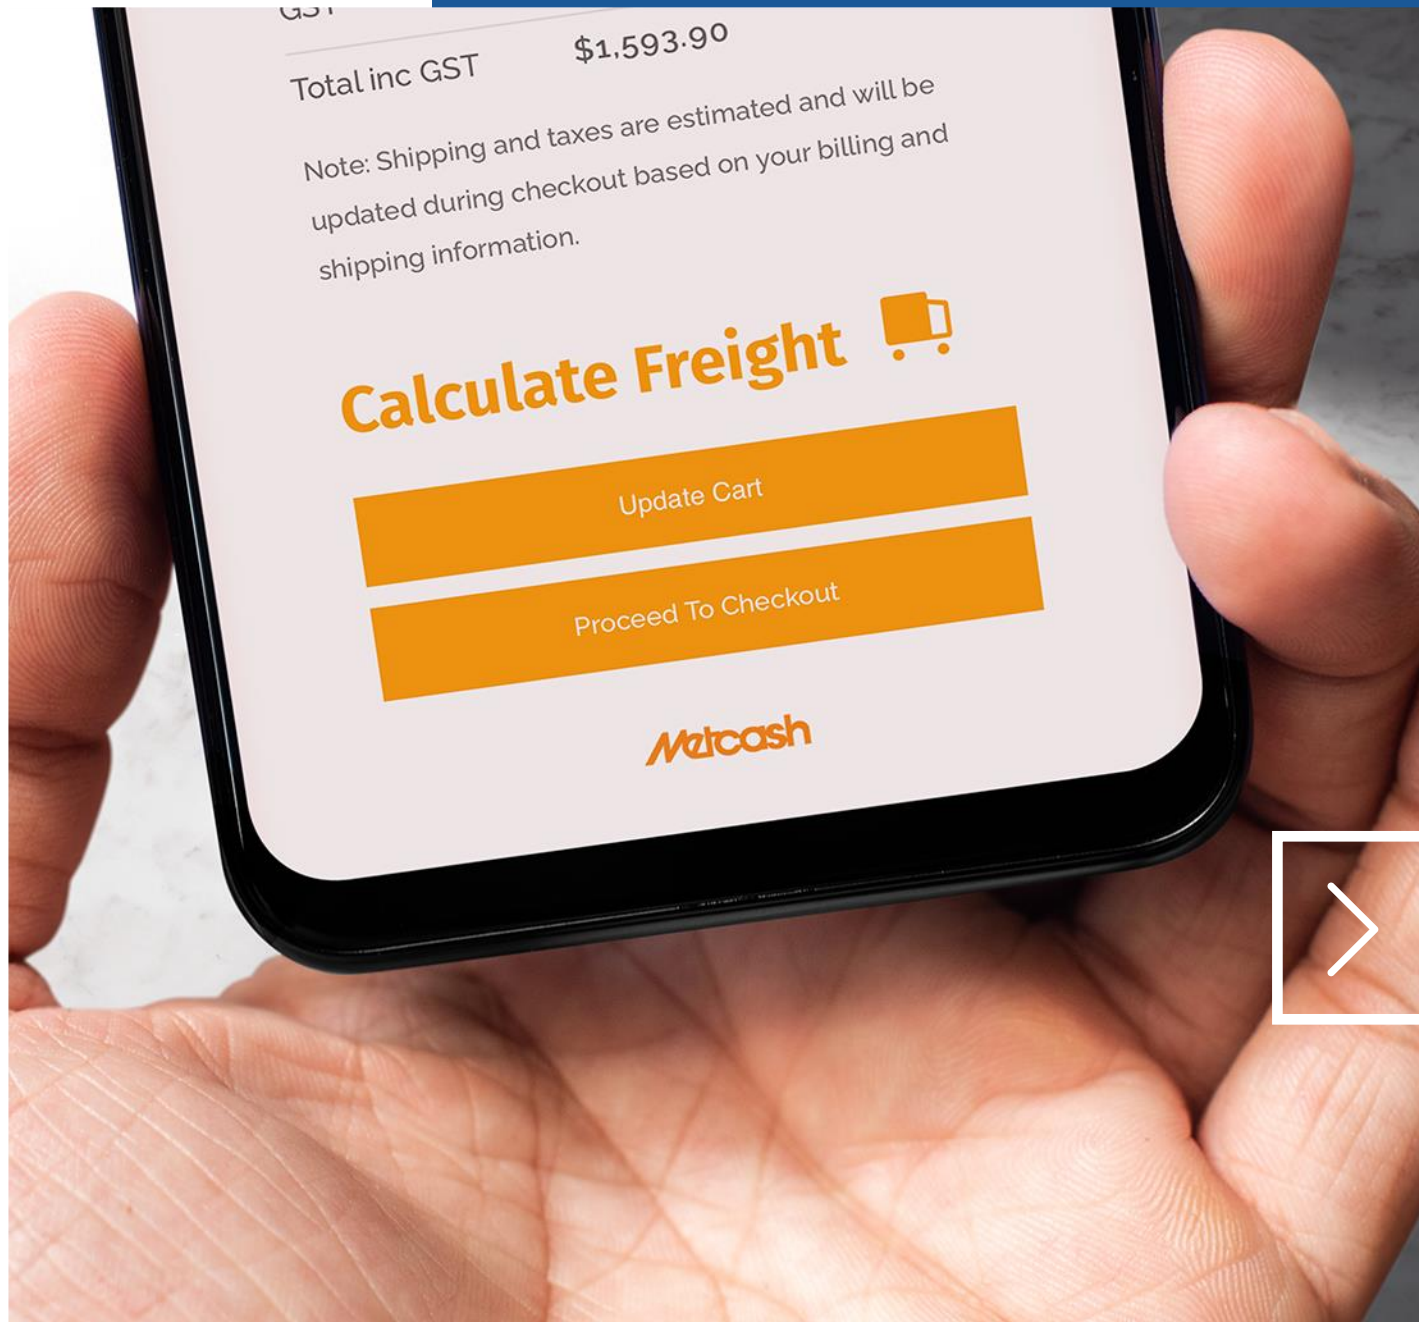 GST
Total inc GST $1,593.90
Note: Shipping and taxes are estimated and will be
updated during checkout based on your billing and
shipping information.
Calculate Freight
Update Cart
Proceed To Checkout
Metcash